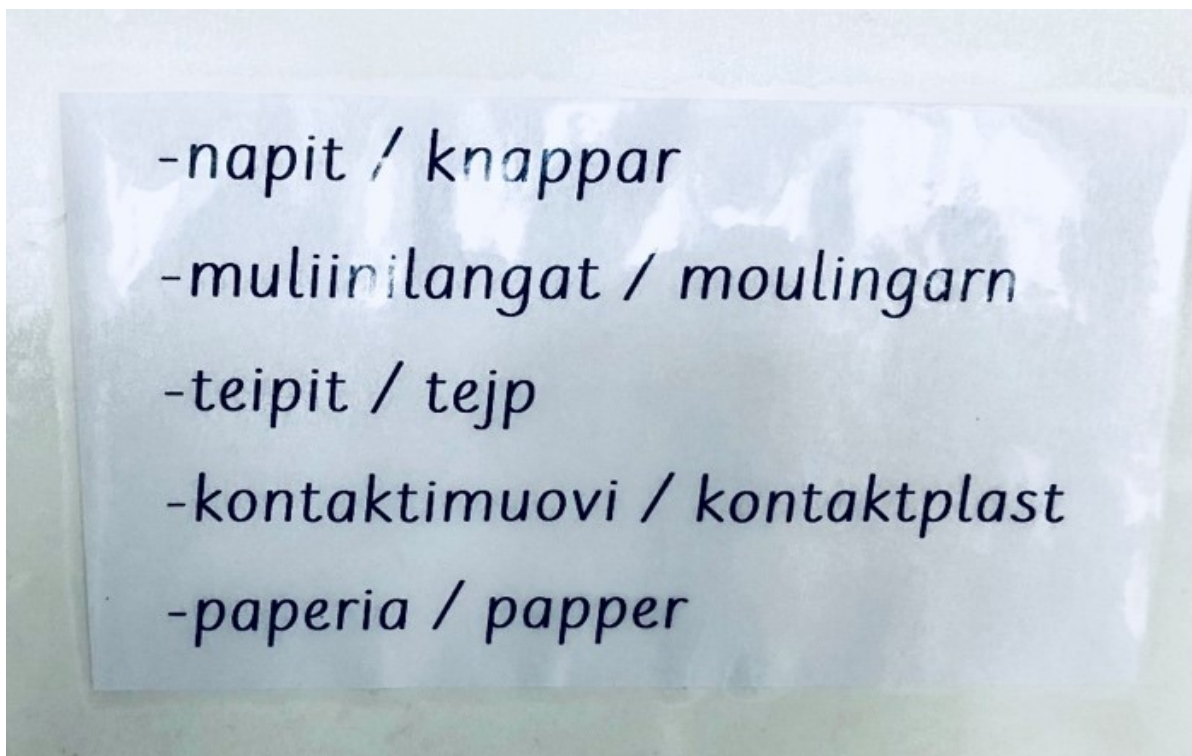 -napit / knappar
-muliinilangat / moulingarn
-teipit / tejp
-kontaktimuovi / kontaktplast
-paperia / papper